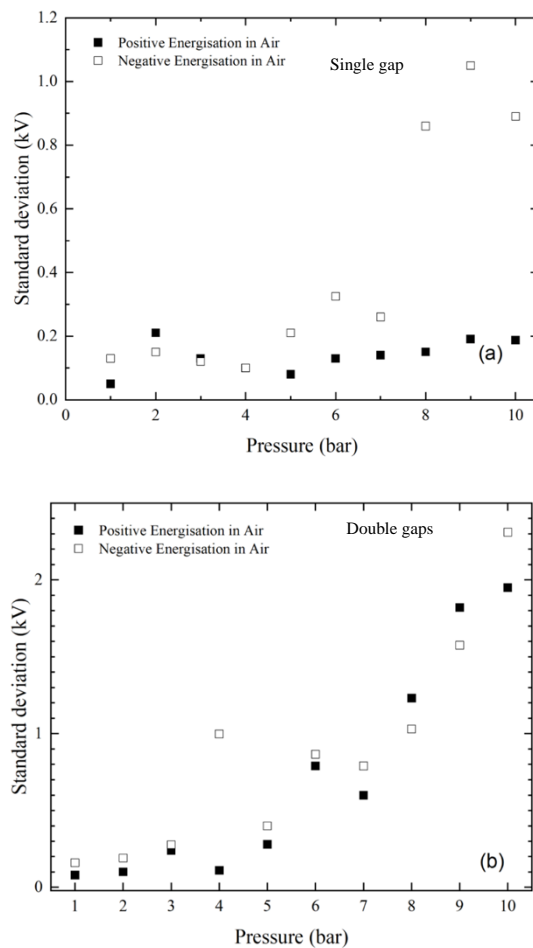 1.2
Positive Energisation in Air
Negative Energisation in Air
Single gap
1.0
0.8
0.6
0.4
0.2
0.0
Standard deviation (kV)
(a)
0 2 4 6 8 10
Pressure (bar)
Positive Energisation in Air
Negative Energisation in Air
Double gaps
2
1
0
Standard deviation (kV)
(b)
1 2 3 4 5 6 7 8 9 10
Pressure (bar)